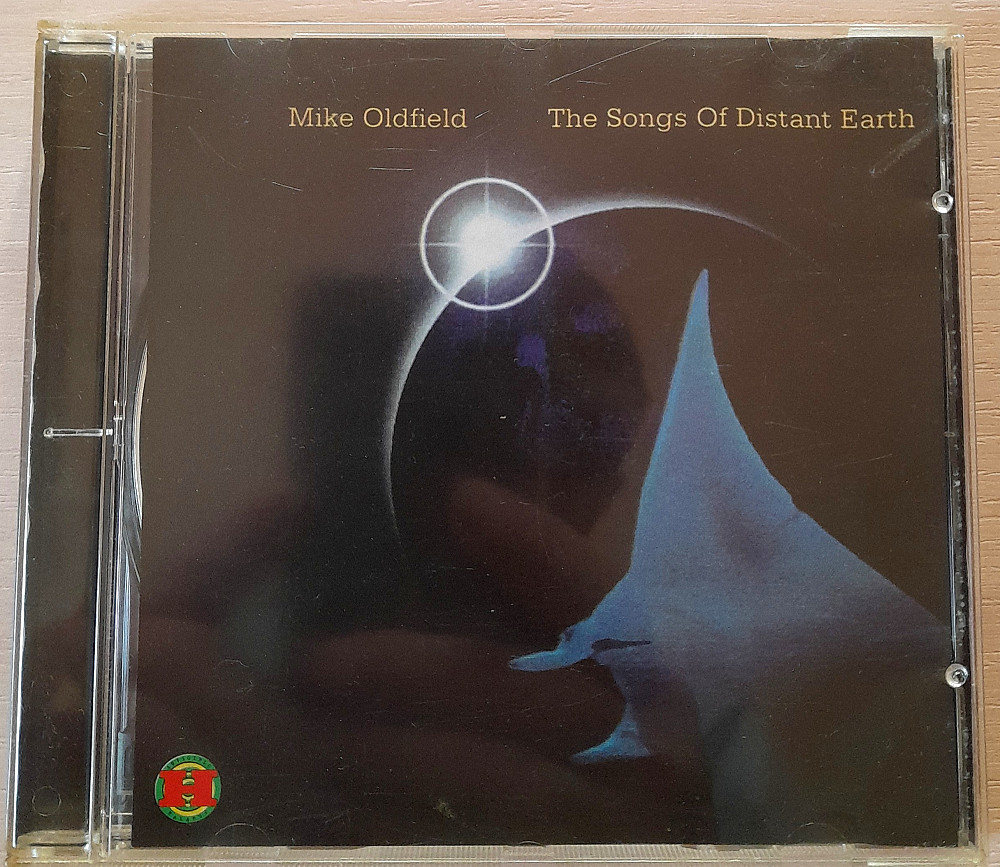 Mike Oldfield
The Songs Of Distant Earth
H